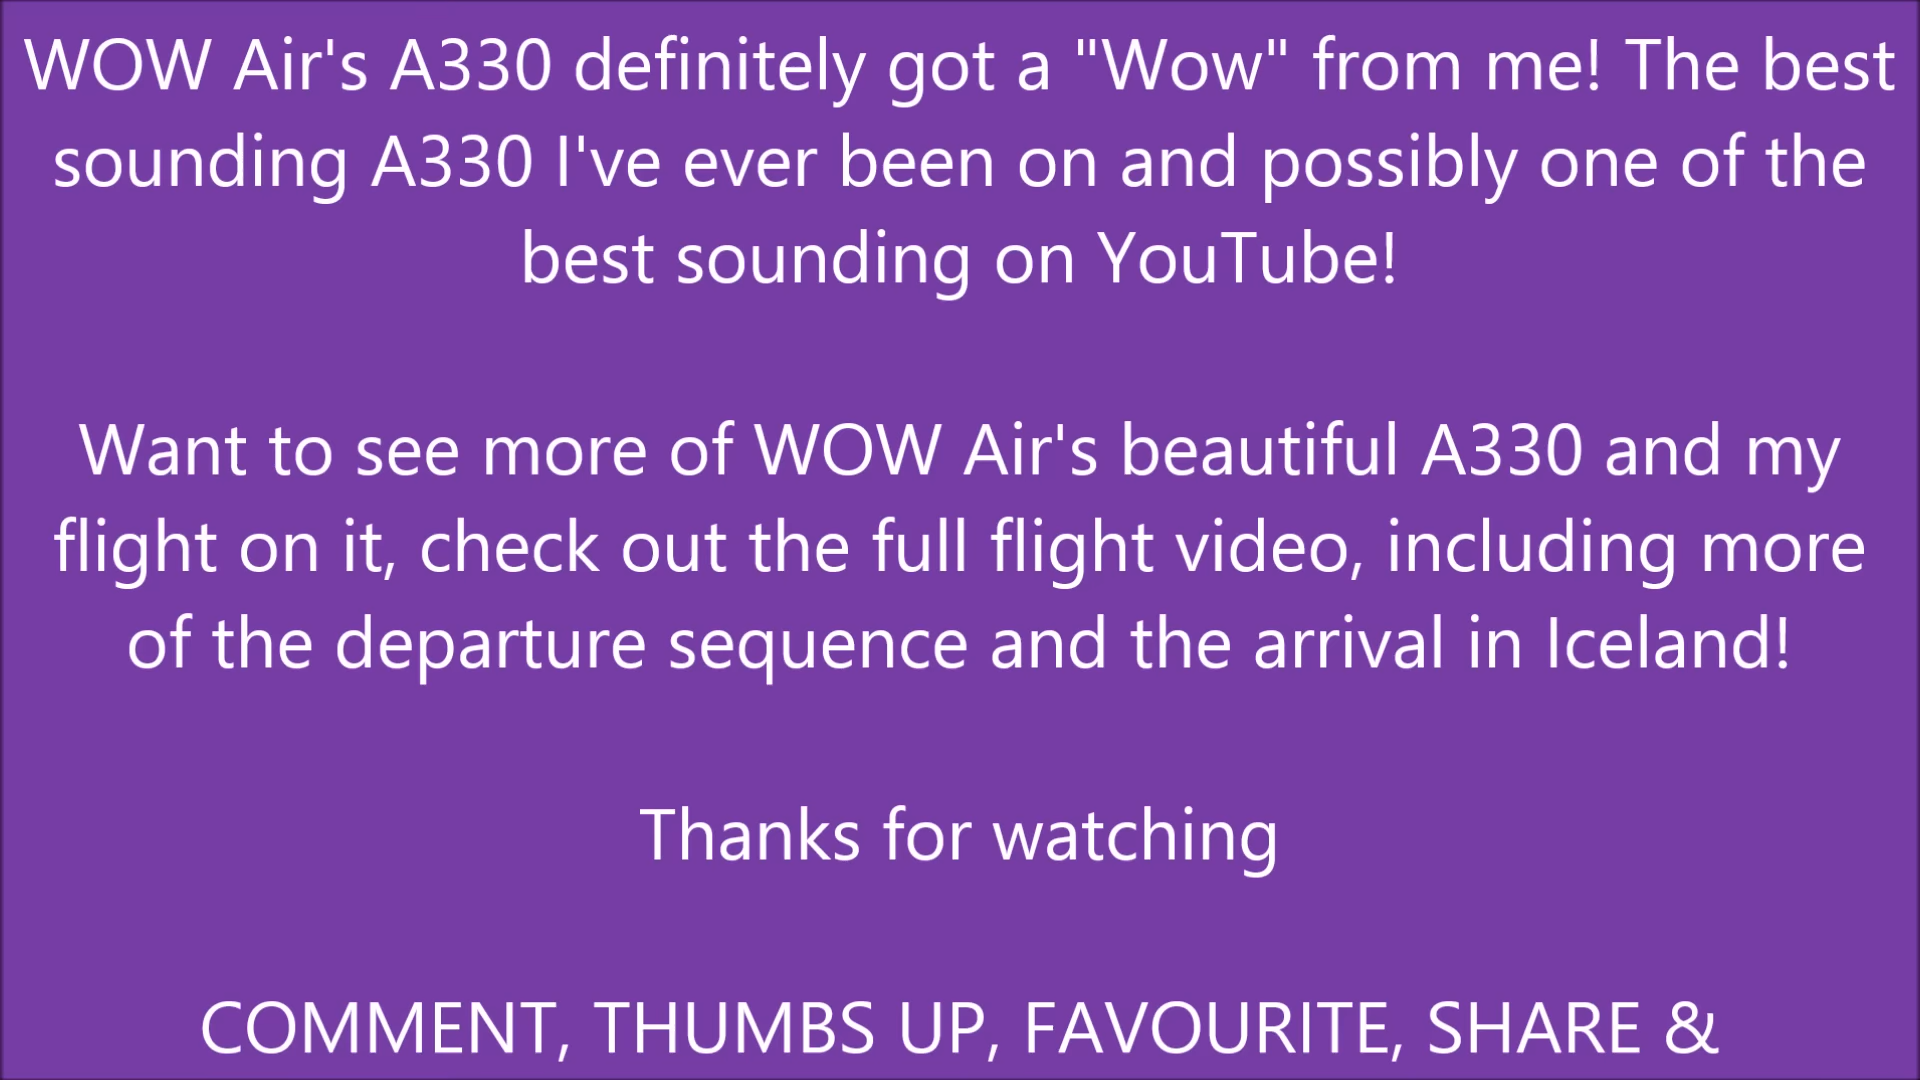 WOW Air's A330 definitely got a "Wow" from me! The best
sounding A330 I've ever been on and possibly one of the
best sounding on YouTube!
Want to see more of WOW Air's beautiful A330 and my
flight on it, check out the full flight video, including more
of the departure sequence and the arrival in Iceland!
Thanks for watching
COMMENT, THUMBS UP, FAVOURITE, SHARE &